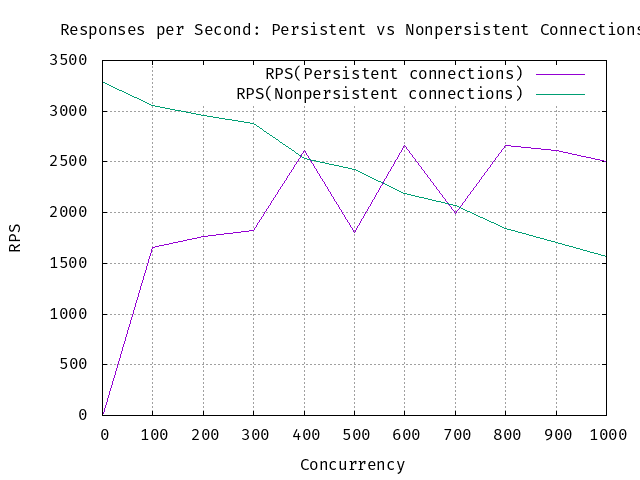 Responses per Second: Persistent vs Nonpersistent Connections
RPS(Persistent connections)
RPS(Nonpersistent connections)
3500
3000
2500
2000
1500
1000
500
0
RPS
0 100 200 300 400 500 600 700 800 900 1000
Concurrency